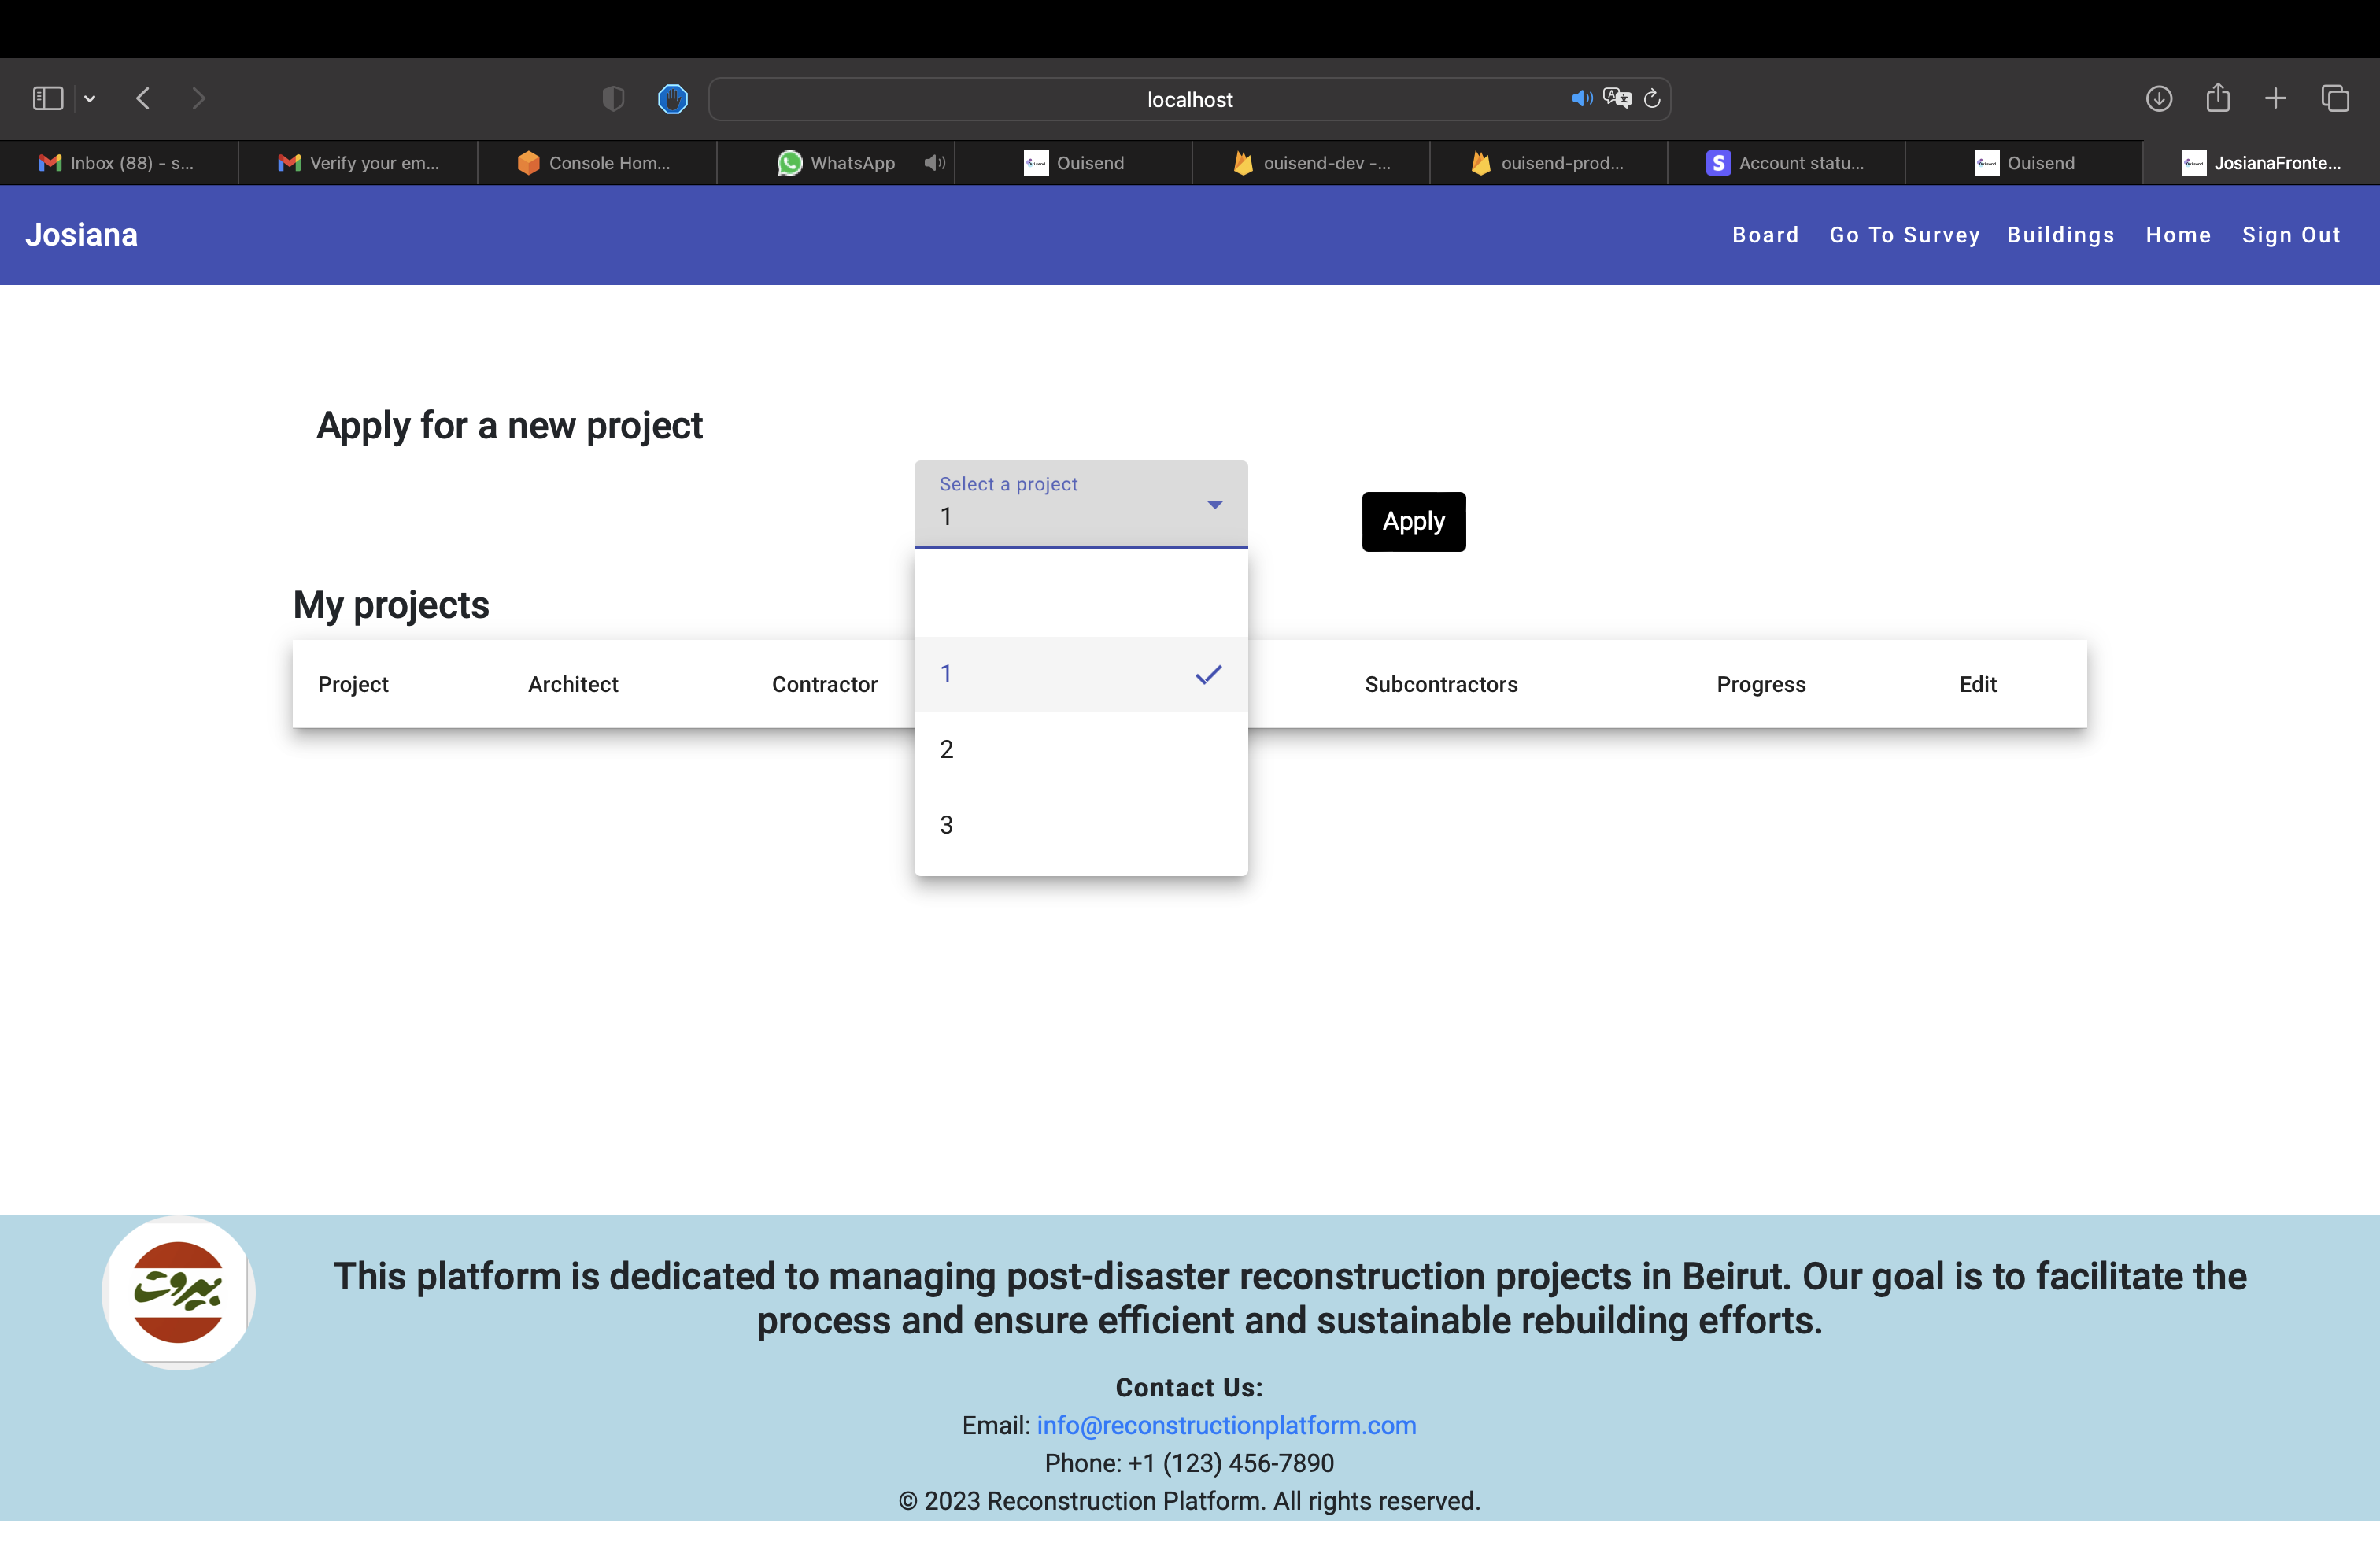 localhost
Inbox (88) - s...
Verify your em...
Console Hom...
WhatsApp
Ouisend
ouisend-dev -...
ouisend-prod...
S
Account statu...
Ouisend
JosianaFronte...
Josiana
Board
Go To Survey
Buildings
Home
Sign Out
Apply for a new project
Select a project
1
Apply
1
2
3
My projects
Project
Architect
Contractor
Subcontractors
Progress
Edit
بيروت
This platform is dedicated to managing post-disaster reconstruction projects in Beirut. Our goal is to facilitate the
process and ensure efficient and sustainable rebuilding efforts.
Contact Us:
Email: info@reconstructionplatform.com
Phone: +1 (123) 456-7890
© 2023 Reconstruction Platform. All rights reserved.